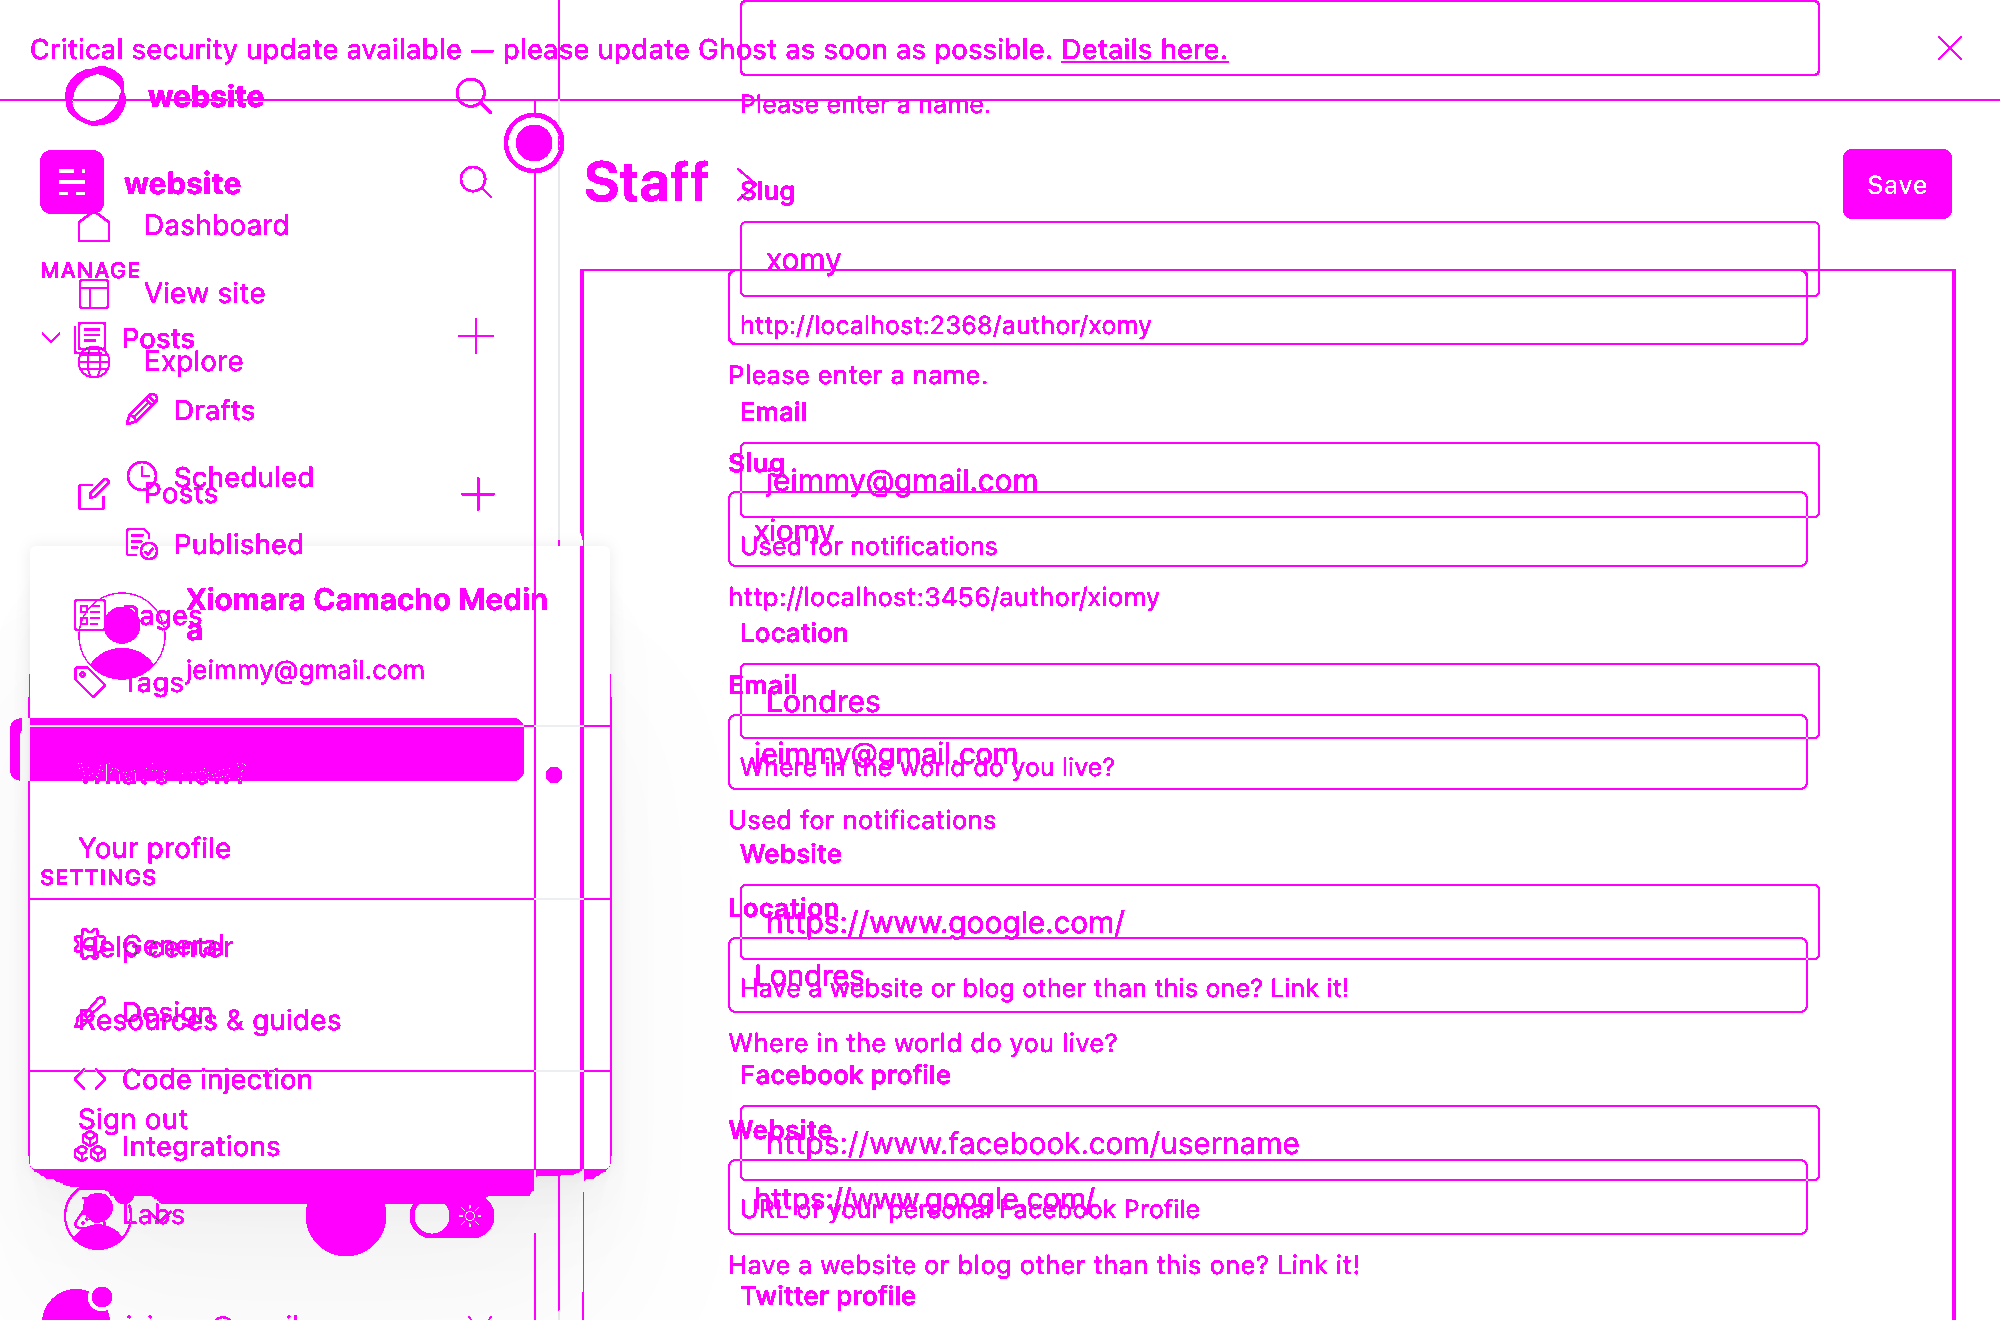 Critical security update available — please update Ghost as soon as possible. Details here.
website
Please enter a name.
website
Staff
Slug
Save
Dashboard
MANAGE
xomy
View site
http://localhost:2368/author/xomy
Posts
Explore
Please enter a name.
Drafts
Email
Slug
Scheduled
jeimmy@gmail.com
Posts
xiomy
Published
Used for notifications
Xiomara Camacho Medin
a
http://localhost:3456/author/xiomy
Pages
Location
jeimmy@gmail.com
Tags
Email
Londres
jeimmy@gmail.com
What's new?
Where in the world do you live?
Used for notifications
Your profile
Website
SETTINGS
Location
https://www.google.com/
General
Help center
Londres
Have a website or blog other than this one? Link it!
Design
Resources & guides
Where in the world do you live?
Code injection
Facebook profile
Sign out
Website
https://www.facebook.com/username
Integrations
https://www.google.com/
URL of your personal Facebook Profile
Labs
Have a website or blog other than this one? Link it!
Twitter profile